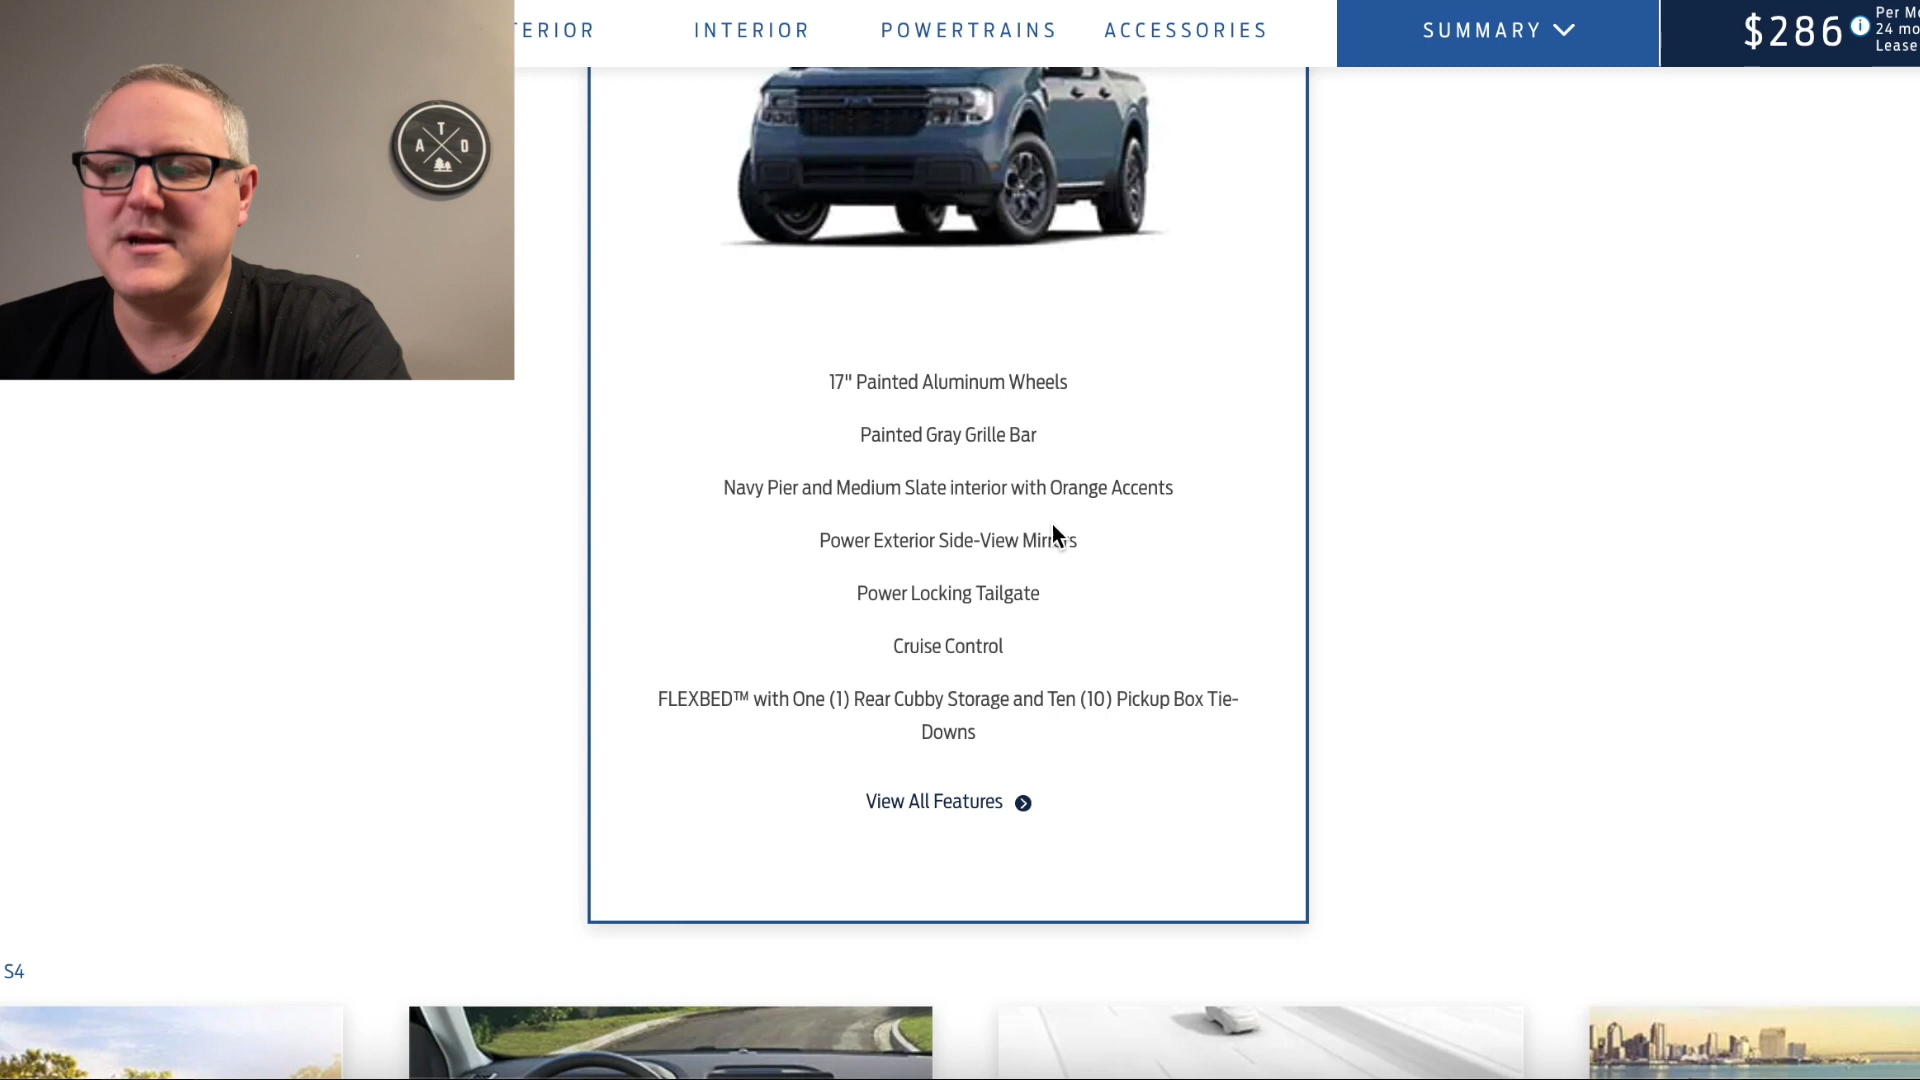 TERIOR INTERIOR POWERTRAINS ACCESSORIES SUMMARY $286 Per Mo
24 mo
Lease
T
A O
17" Painted Aluminum Wheels
Painted Gray Grille Bar
Navy Pier and Medium Slate interior with Orange Accents
Power Exterior Side-View Mirrors
Power Locking Tailgate
Cruise Control
FLEXBED™ with One (1) Rear Cubby Storage and Ten (10) Pickup Box Tie-
Downs
View All Features
S4